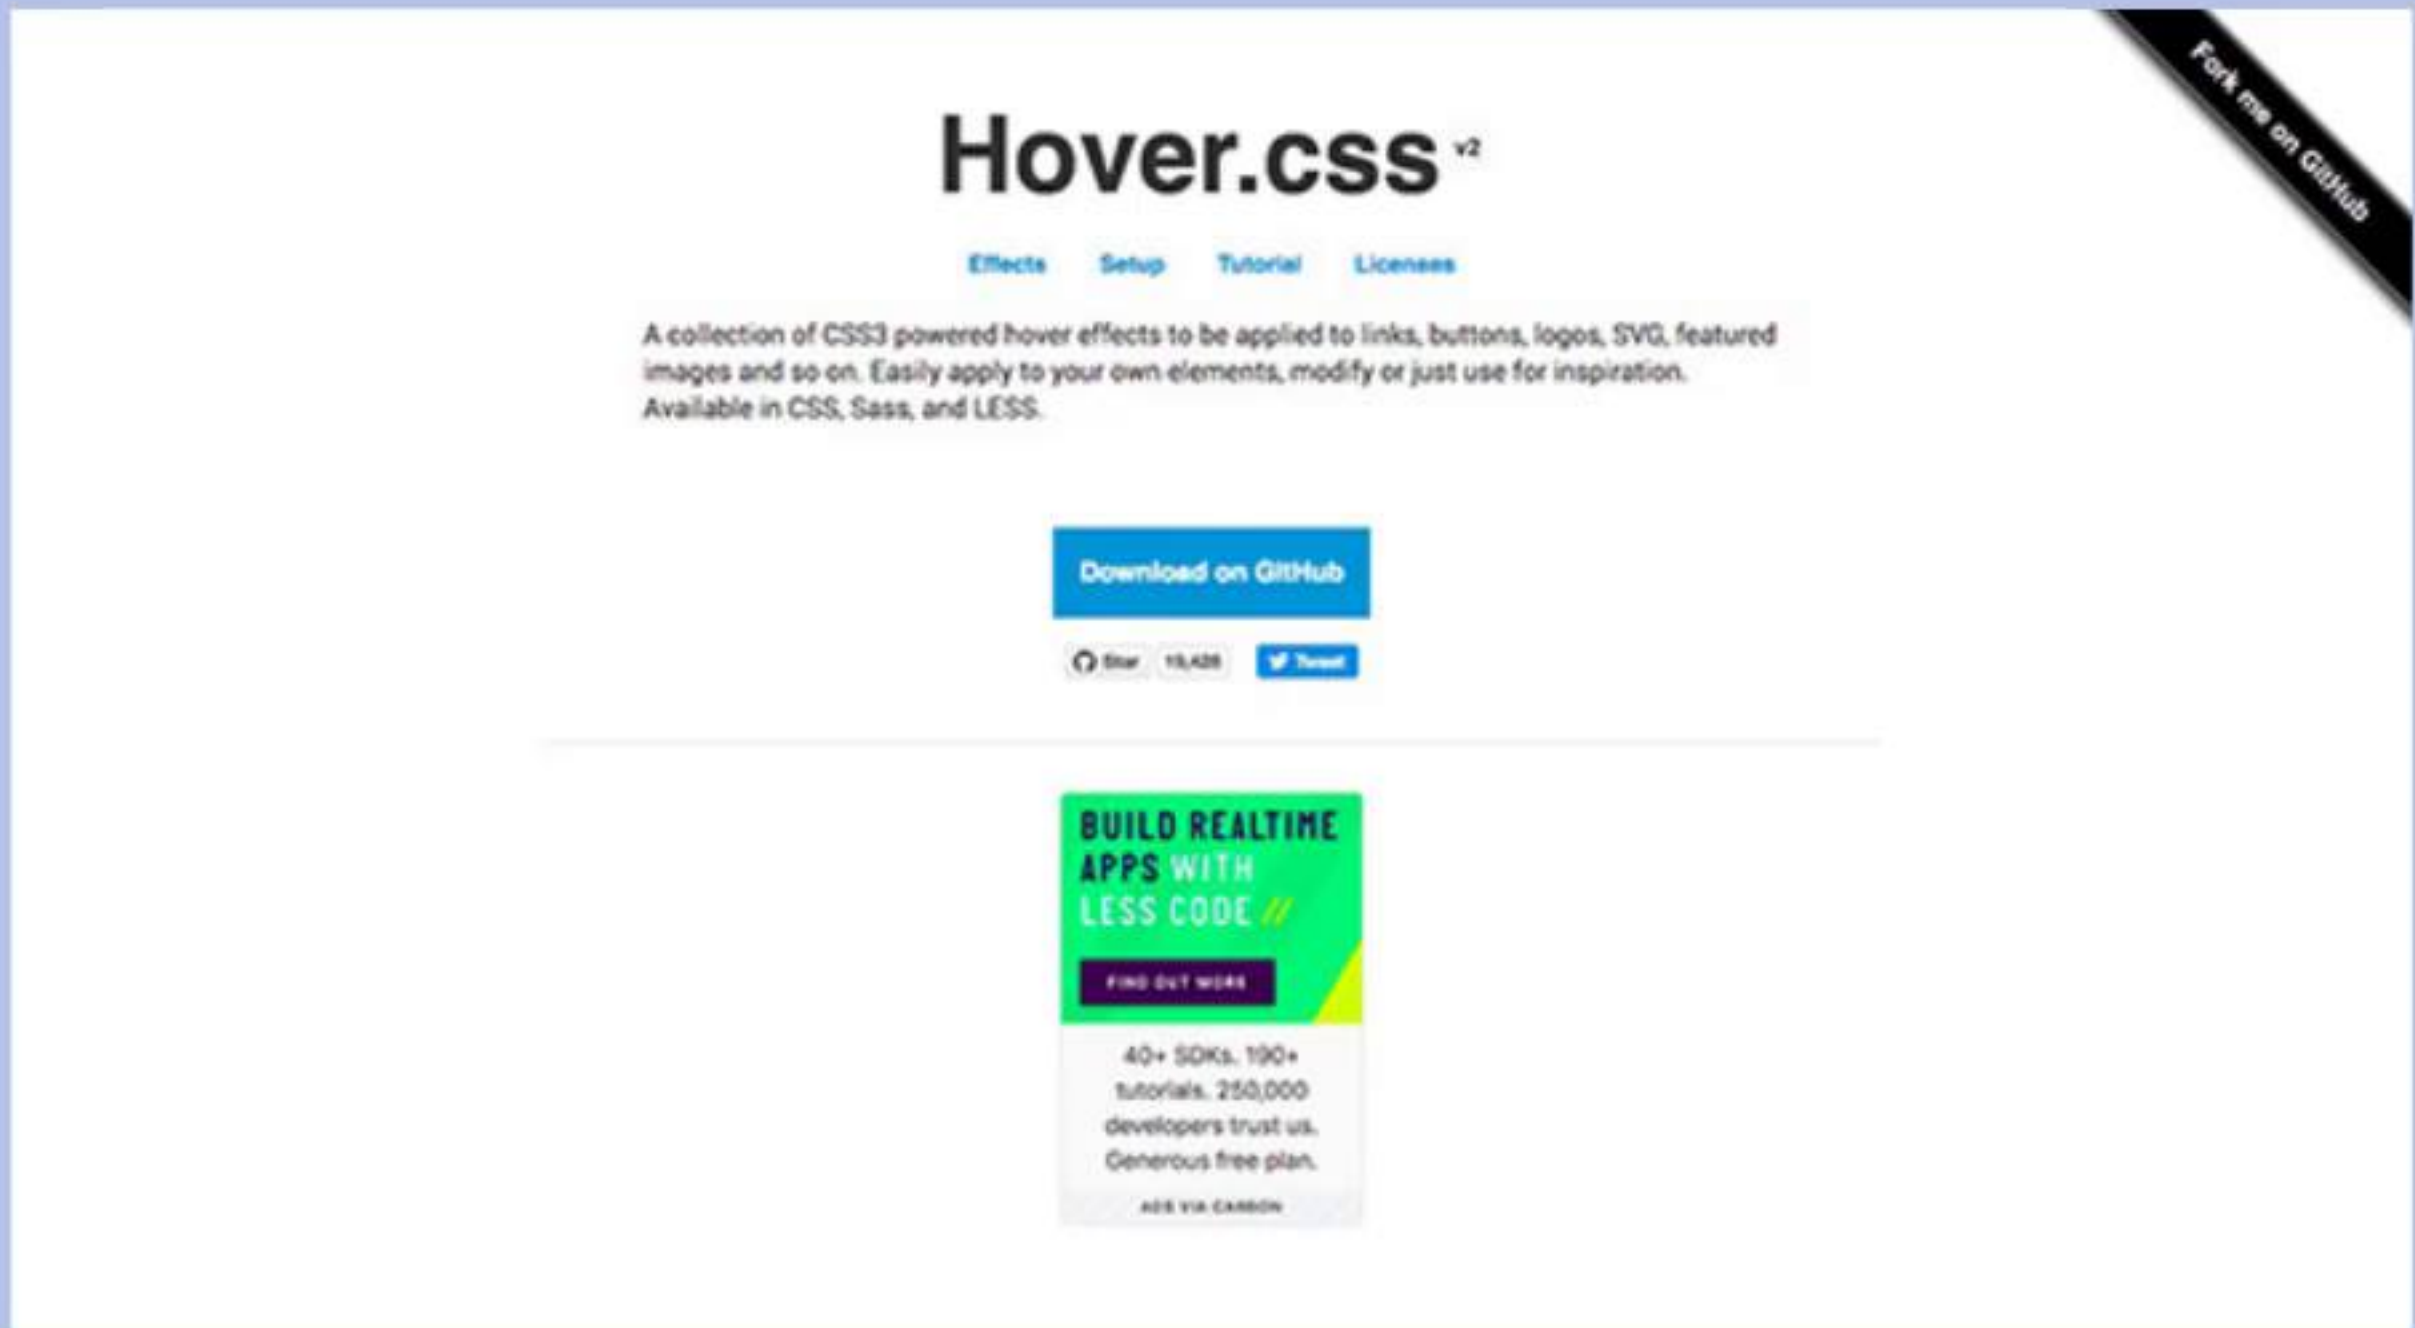 Fork me on GitHub
Hover.css v2
Effects Setup Tutorial Licenses
A collection of CSS3 powered hover effects to be applied to links, buttons, logos, SVG, featured
images and so on. Easily apply to your own elements, modify or just use for inspiration.
Available in CSS, Sass, and LESS.
Download on GitHub
Star Tweet
BUILD REALTIME
APPS WITH
LESS CODE //
FIND OUT MORE
40+ SDKs. 190+
tutorials. 250,000
developers trust us.
Generous free plan.
ADS VIA CARBON